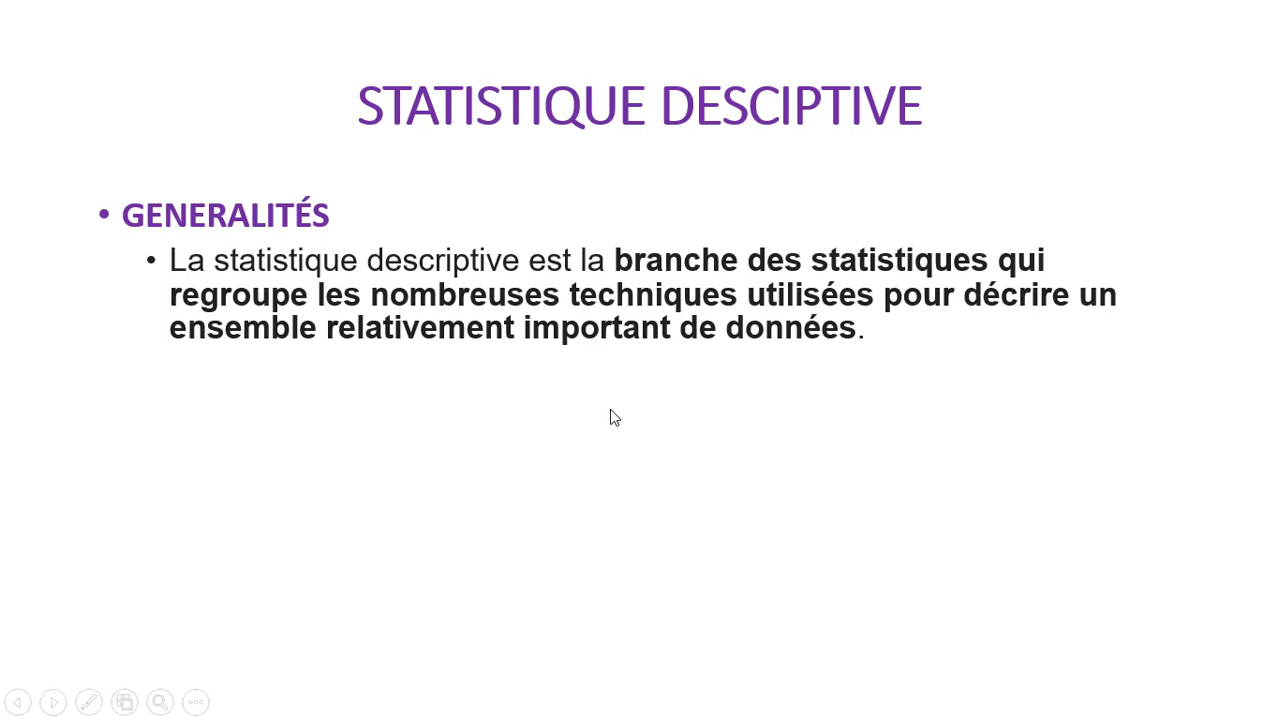 STATISTIQUE DESCIPTIVE
• GENERALITÉS
• La statistique descriptive est la branche des statistiques qui
regroupe les nombreuses techniques utilisées pour décrire un
ensemble relativement important de données.